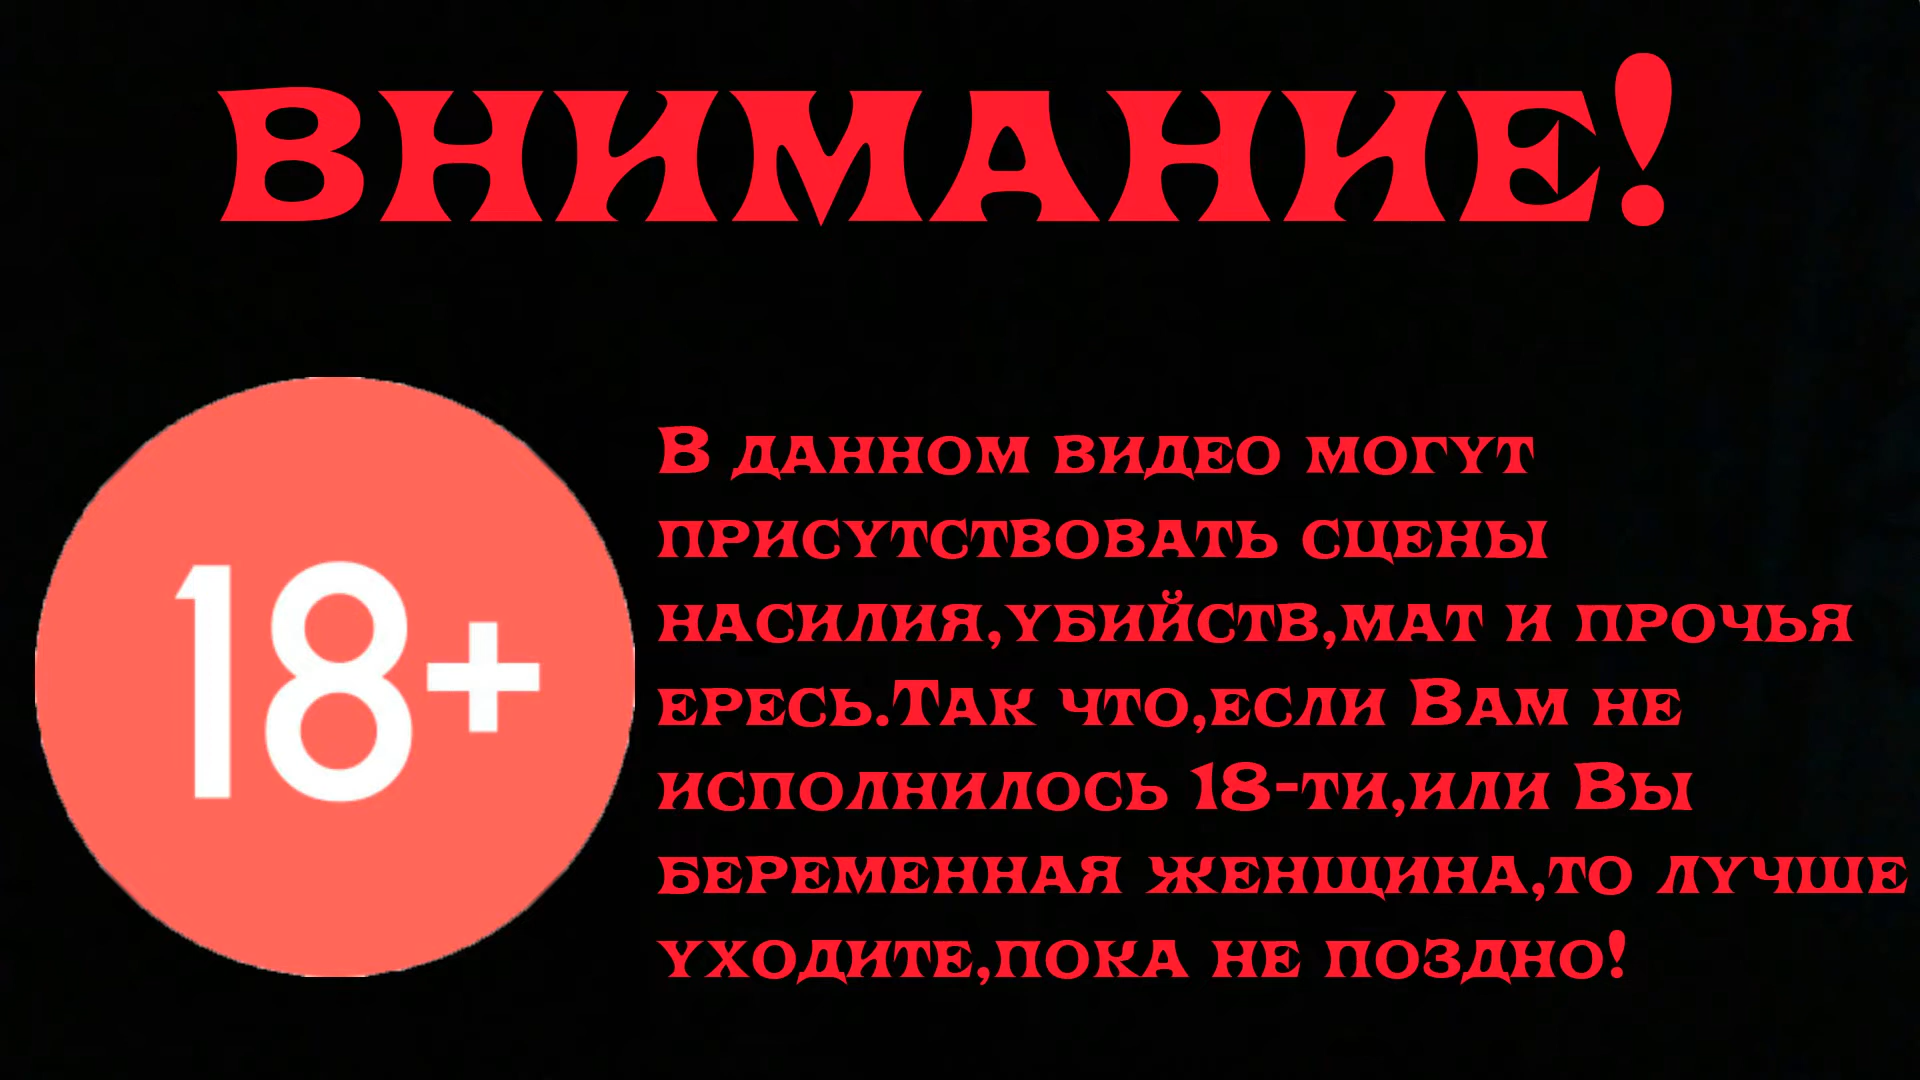 ВНИМАНИЕ!
18+
В данном видео могут
присутствовать сцены
насилия,убийств,мат и прочья
ересь.Так что,если Вам не
исполнилось 18-ти,или Вы
беременная женщина,то лучше
уходите,пока не поздно!